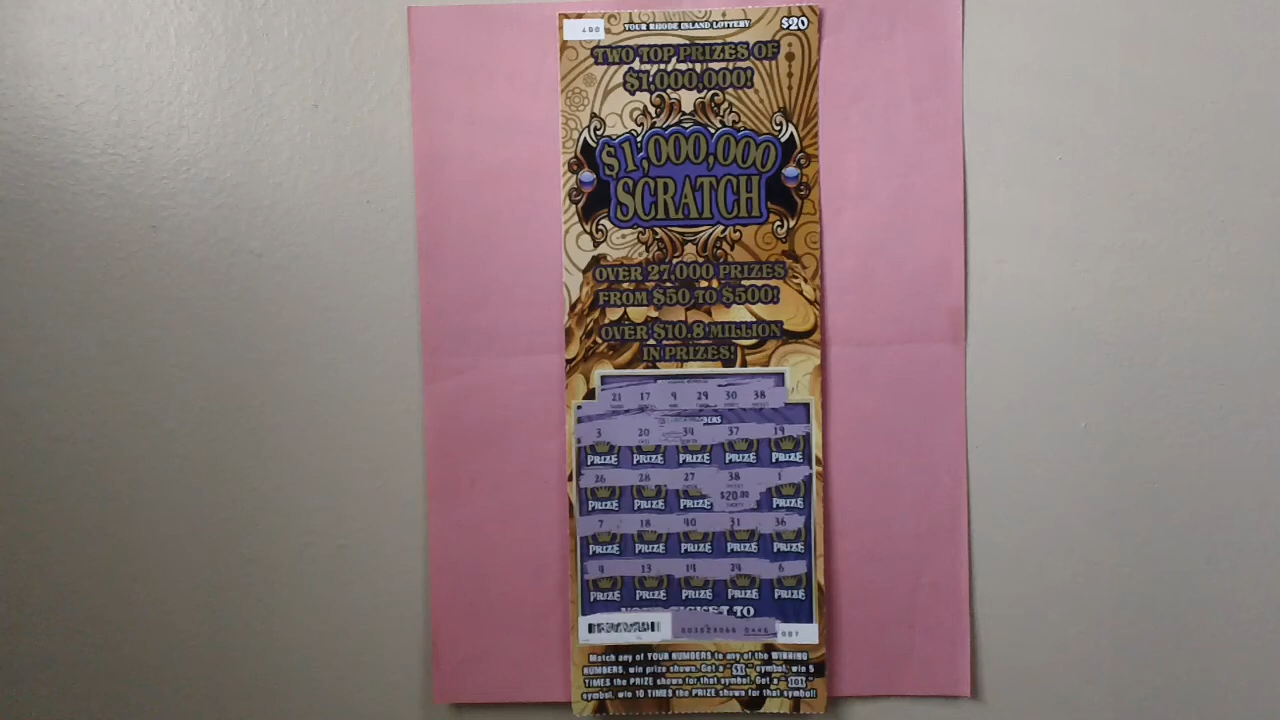 YOUR RHODE ISLAND LOTTERY
$20
TWO TOP PRIZES OF
$1,000,000!
$1,000,000
SCRATCH
OVER 27,000 PRIZES
FROM $50 TO $500!
OVER $10.8 MILLION
IN PRIZES!
21 17 9 29 30 38
3 20 34 37 19
PRIZE PRIZE PRIZE PRIZE PRIZE
26 28 27 38 1
PRIZE PRIZE PRIZE $20.00 PRIZE
7 18 40 31 36
PRIZE PRIZE PRIZE PRIZE PRIZE
4 13 14 24 6
PRIZE PRIZE PRIZE PRIZE PRIZE
TICKET TO
Match any of YOUR NUMBERS to any of the WINNING
NUMBERS, win prize shown. Get a " " symbol, win 5
TIMES the PRIZE shown for that symbol. Get a " "
symbol, win 10 TIMES the PRIZE shown for that symbol!